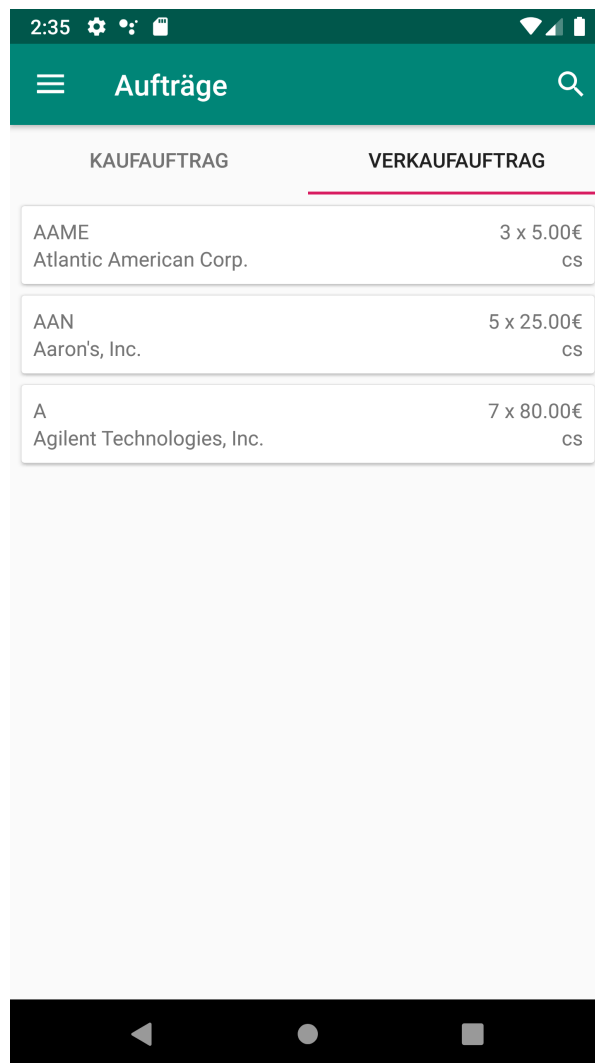 2:35
Aufträge
KAUFAUFTRAG VERKAUFAUFTRAG
AAME 3 x 5.00€
Atlantic American Corp. cs
AAN 5 x 25.00€
Aaron's, Inc. cs
A 7 x 80.00€
Agilent Technologies, Inc. cs